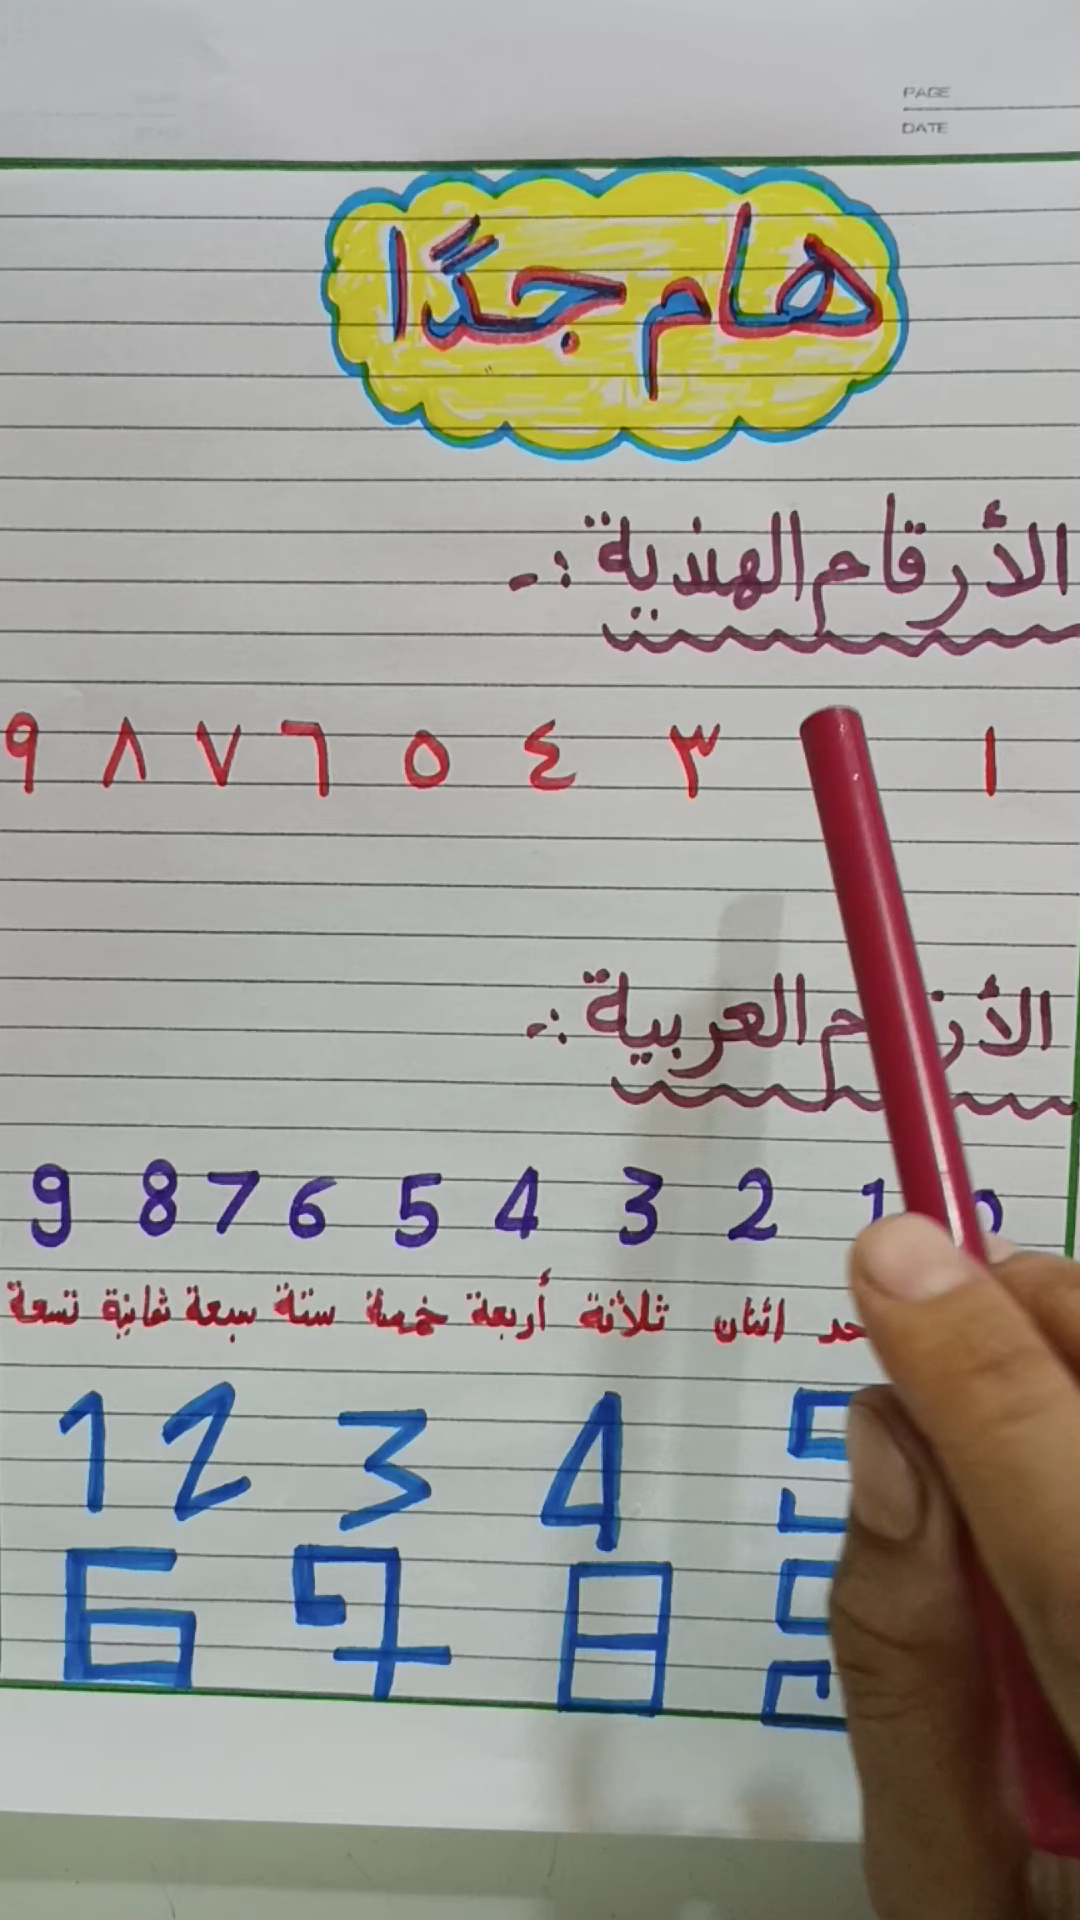 PAGE
DATE
هام جدًا
الأرقام الهندية :-
١ ٣ ٤ ٥ ٦ ٧ ٨ ٩
العربية :-
1 2 3 4 5 6 7 8 9
اثنان ثلاثة أربعة خمسة ستة سبعة ثمانية تسعة
1 2 3 4 5
6 7 8